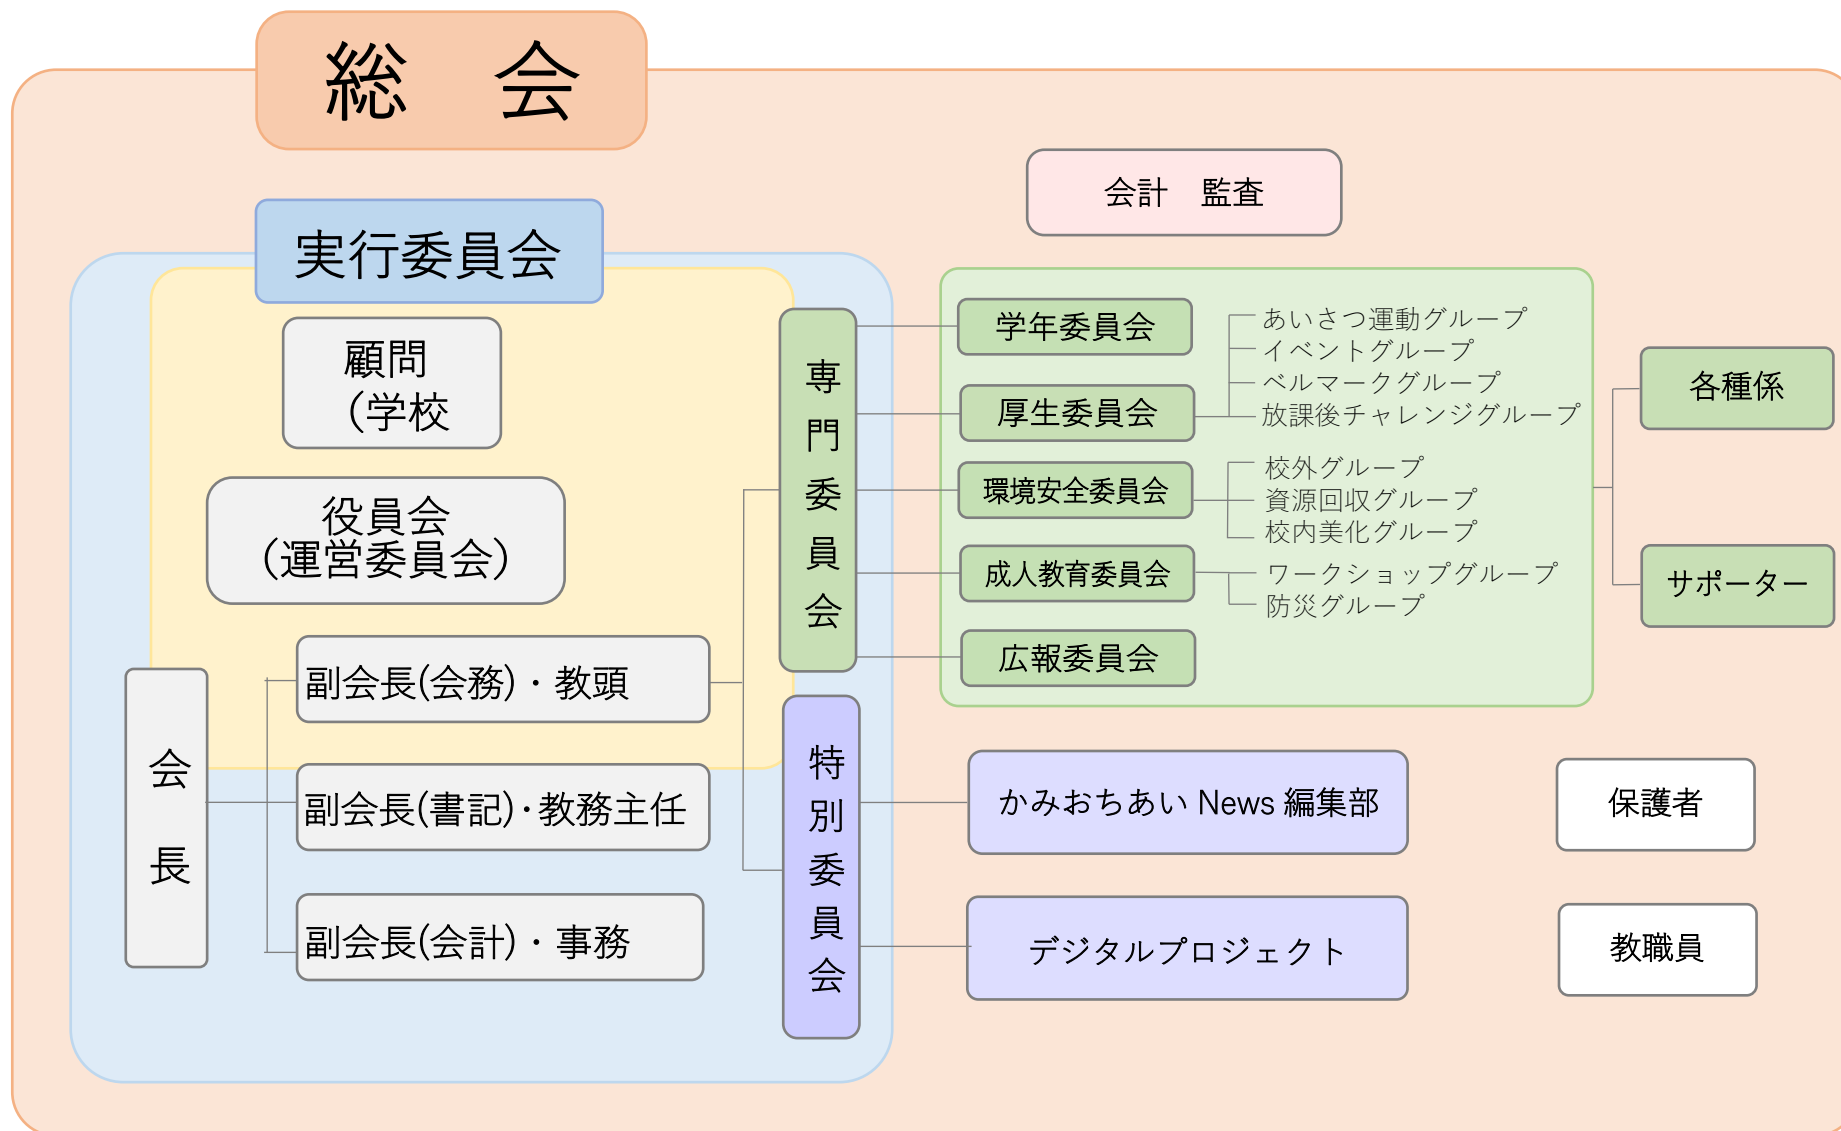 総　会
会計　監査
実行委員会
顧問
（学校
役員会
（運営委員会）
会長
副会長(会務)・教頭
副会長(書記)・教務主任
副会長(会計)・事務
専門委員会
特別委員会
学年委員会
厚生委員会
環境安全委員会
成人教育委員会
広報委員会
あいさつ運動グループ
イベントグループ
ベルマークグループ
放課後チャレンジグループ
校外グループ
資源回収グループ
校内美化グループ
ワークショップグループ
防災グループ
各種係
サポーター
かみおちあい News 編集部
デジタルプロジェクト
保護者
教職員